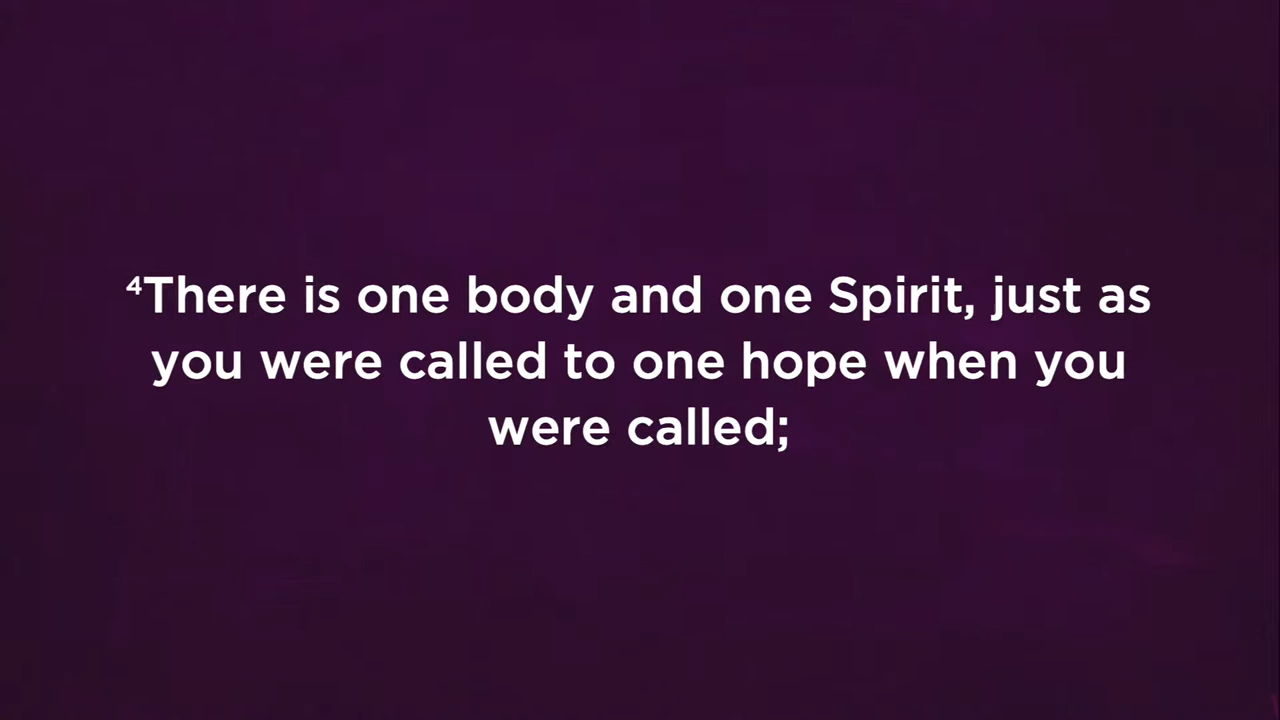 ⁴There is one body and one Spirit, just as
you were called to one hope when you
were called;